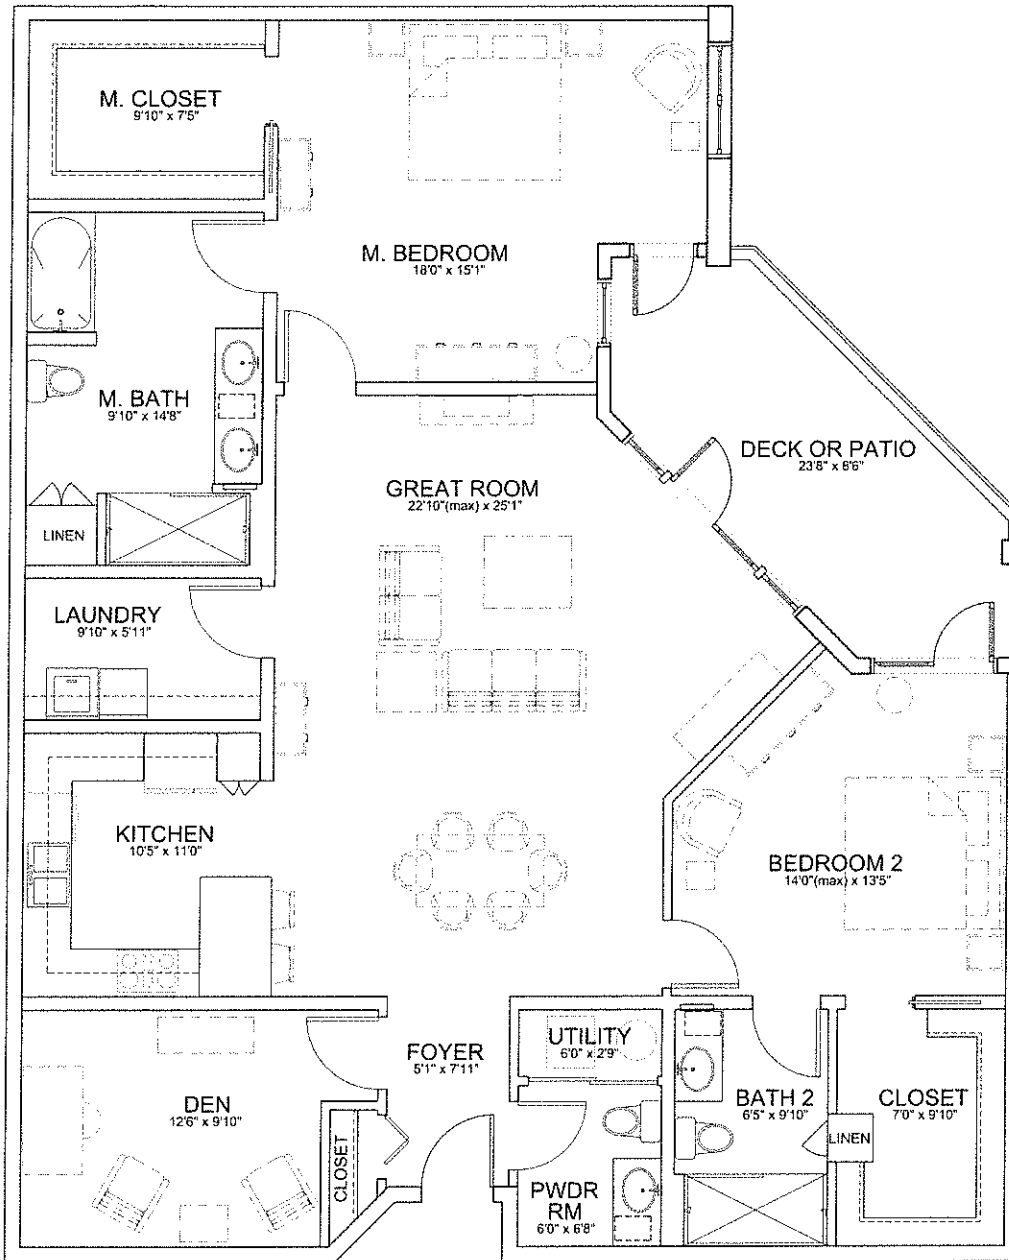 M. CLOSET
9'10" x 7'5"
M. BEDROOM
18'0" x 15'1"
M. BATH
9'10" x 14'8"
DECK OR PATIO
23'8" x 8'6"
GREAT ROOM
22'10"(max) x 25'1"
LINEN
LAUNDRY
9'10" x 5'11"
KITCHEN
10'5" x 11'0"
BEDROOM 2
14'0"(max) x 13'5"
UTILITY
6'0" x 2'9"
FOYER
5'1" x 7'11"
DEN
12'6" x 9'10"
BATH 2
6'5" x 9'10"
CLOSET
7'0" x 9'10"
LINEN
CLOSET
PWDR
RM
6'0" x 6'8"